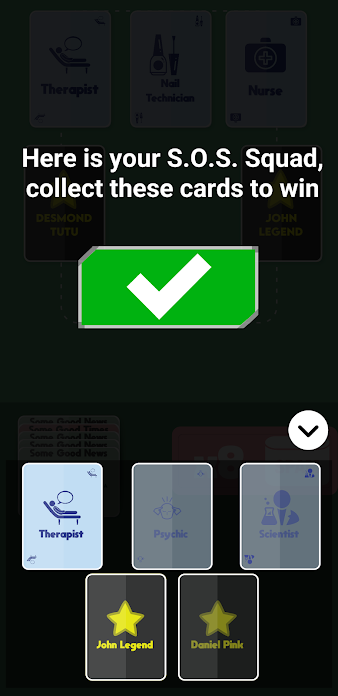 Therapist
Nail
Technician
Nurse
Here is your S.O.S. Squad,
collect these cards to win
DESMOND
TUTU
JOHN
LEGEND
Some Good News
Some Good News
Some Good News
Some Good News
Therapist
Psychic
Scientist
John Legend
Daniel Pink